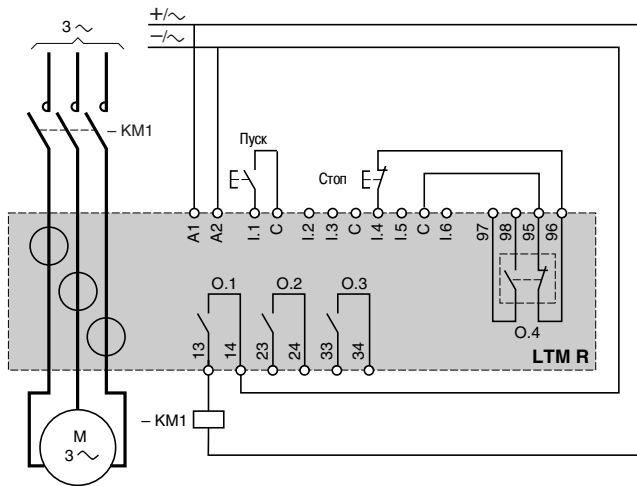 +/∼
3 ∼
−/∼
– KM1
Пуск
Стоп
A1
A2
I.1
C
I.2
I.3
C
I.4
I.5
C
I.6
97
98
95
96
O.1
O.2
O.3
O.4
13
14
23
24
33
34
LTM R
– KM1
M
3 ∼